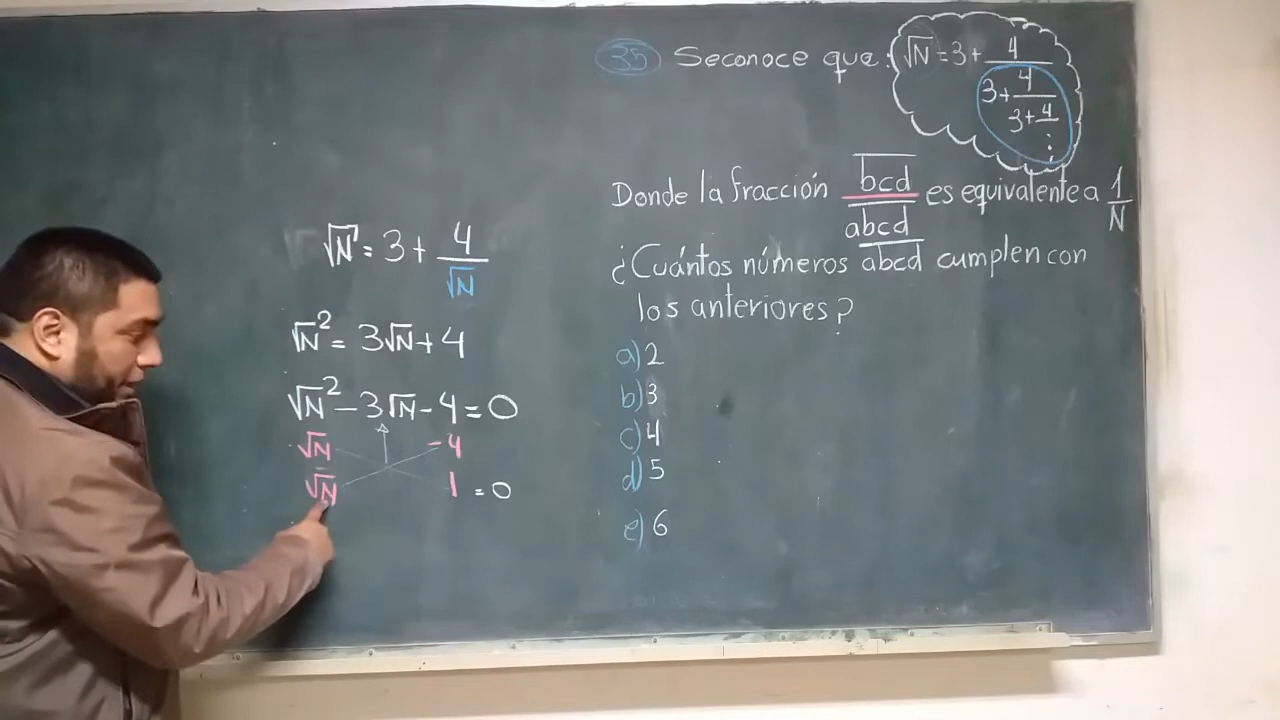 35 Seconoce que: √N = 3 + 4
3 + 4
3 + 4
⋮
Donde la fracción bcd es equivalente a 1
abcd N
¿Cuántos números abcd cumplen con
los anteriores?
a) 2
b) 3
c) 4
d) 5
e) 6
√N = 3 + 4
√N
√N² = 3√N + 4
√N² − 3√N − 4 = 0
√N −4
√N 1 = 0